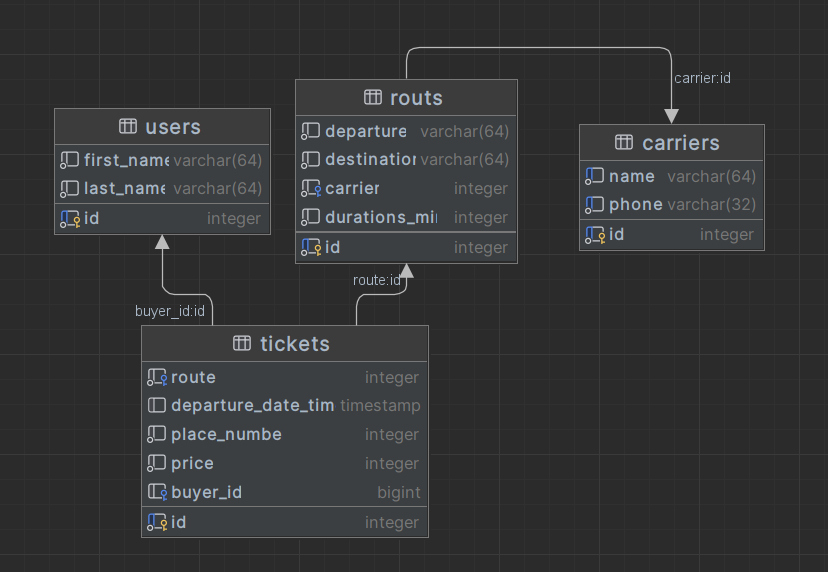 carrier:id
routs
departure varchar(64)
destination varchar(64)
carrier integer
durations_mi integer
id integer
users
first_name varchar(64)
last_name varchar(64)
id integer
carriers
name varchar(64)
phone varchar(32)
id integer
route:id
buyer_id:id
tickets
route integer
departure_date_tim timestamp
place_numbe integer
price integer
buyer_id bigint
id integer